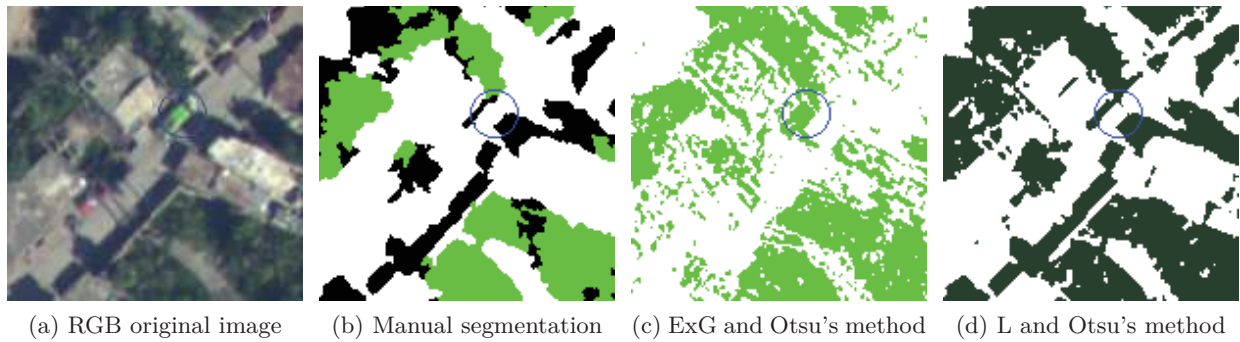 (a) RGB original image
(b) Manual segmentation
(c) ExG and Otsu's method
(d) L and Otsu's method